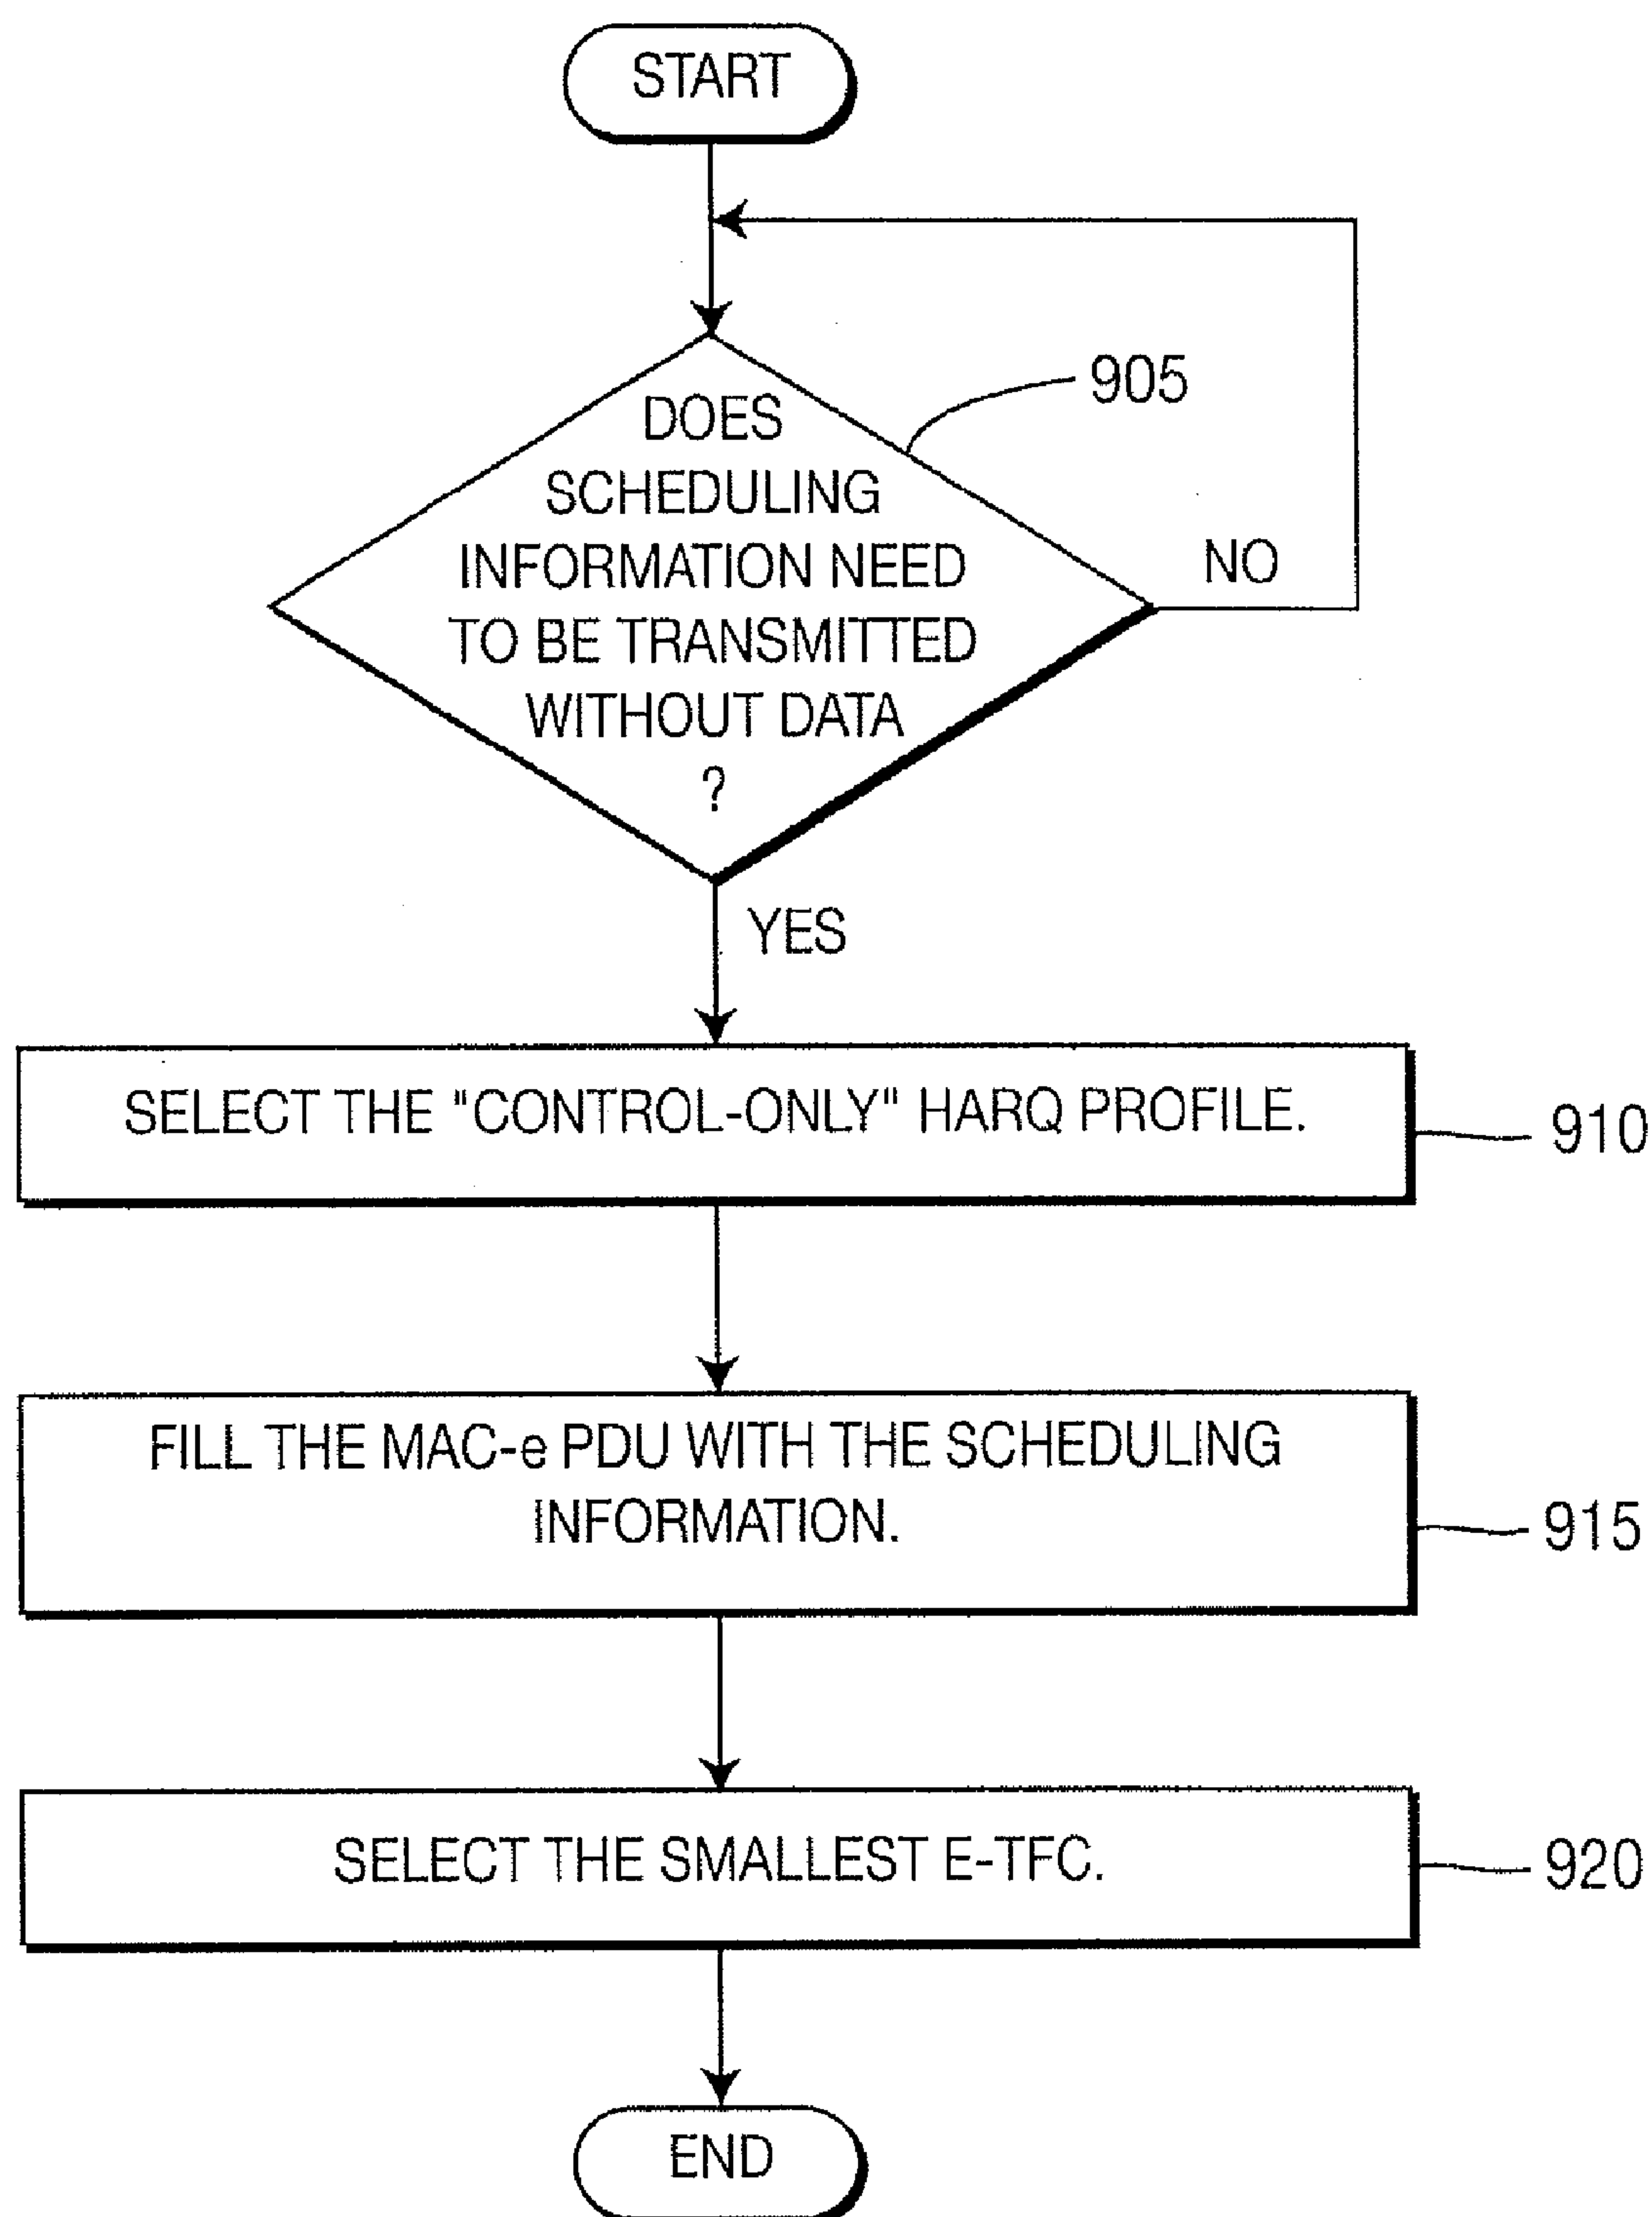 START
905
DOES
SCHEDULING
INFORMATION NEED
TO BE TRANSMITTED
WITHOUT DATA
?
NO
YES
SELECT THE "CONTROL-ONLY" HARQ PROFILE.
910
FILL THE MAC-e PDU WITH THE SCHEDULING
INFORMATION.
915
SELECT THE SMALLEST E-TFC.
920
END